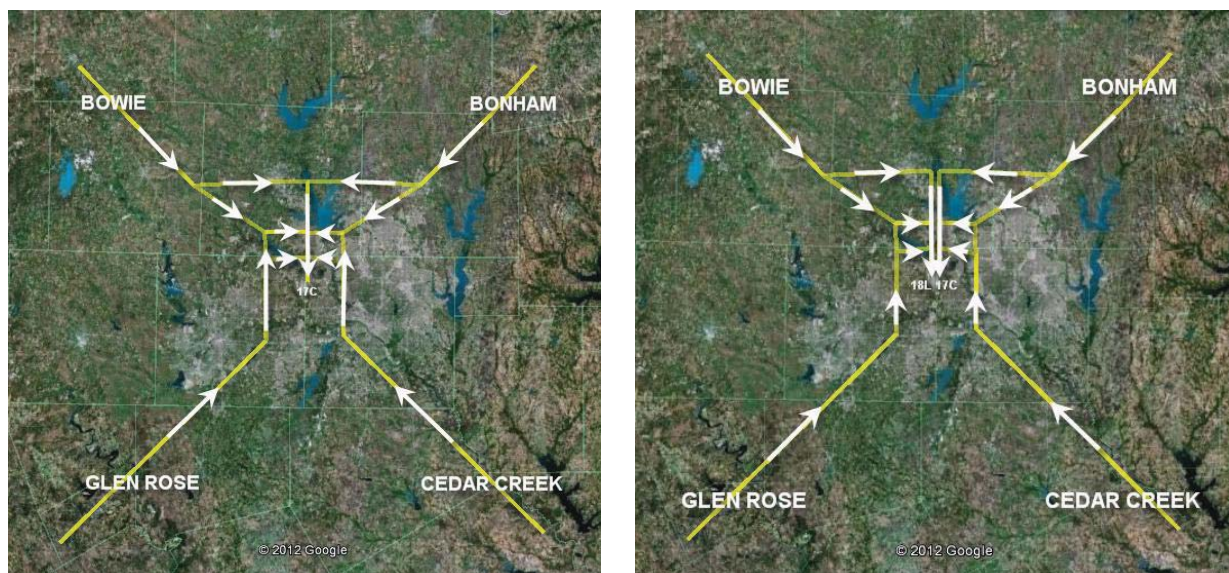 BOWIE
BONHAM
17C
GLEN ROSE
CEDAR CREEK
© 2012 Google
BOWIE
BONHAM
18L 17C
GLEN ROSE
CEDAR CREEK
© 2012 Google